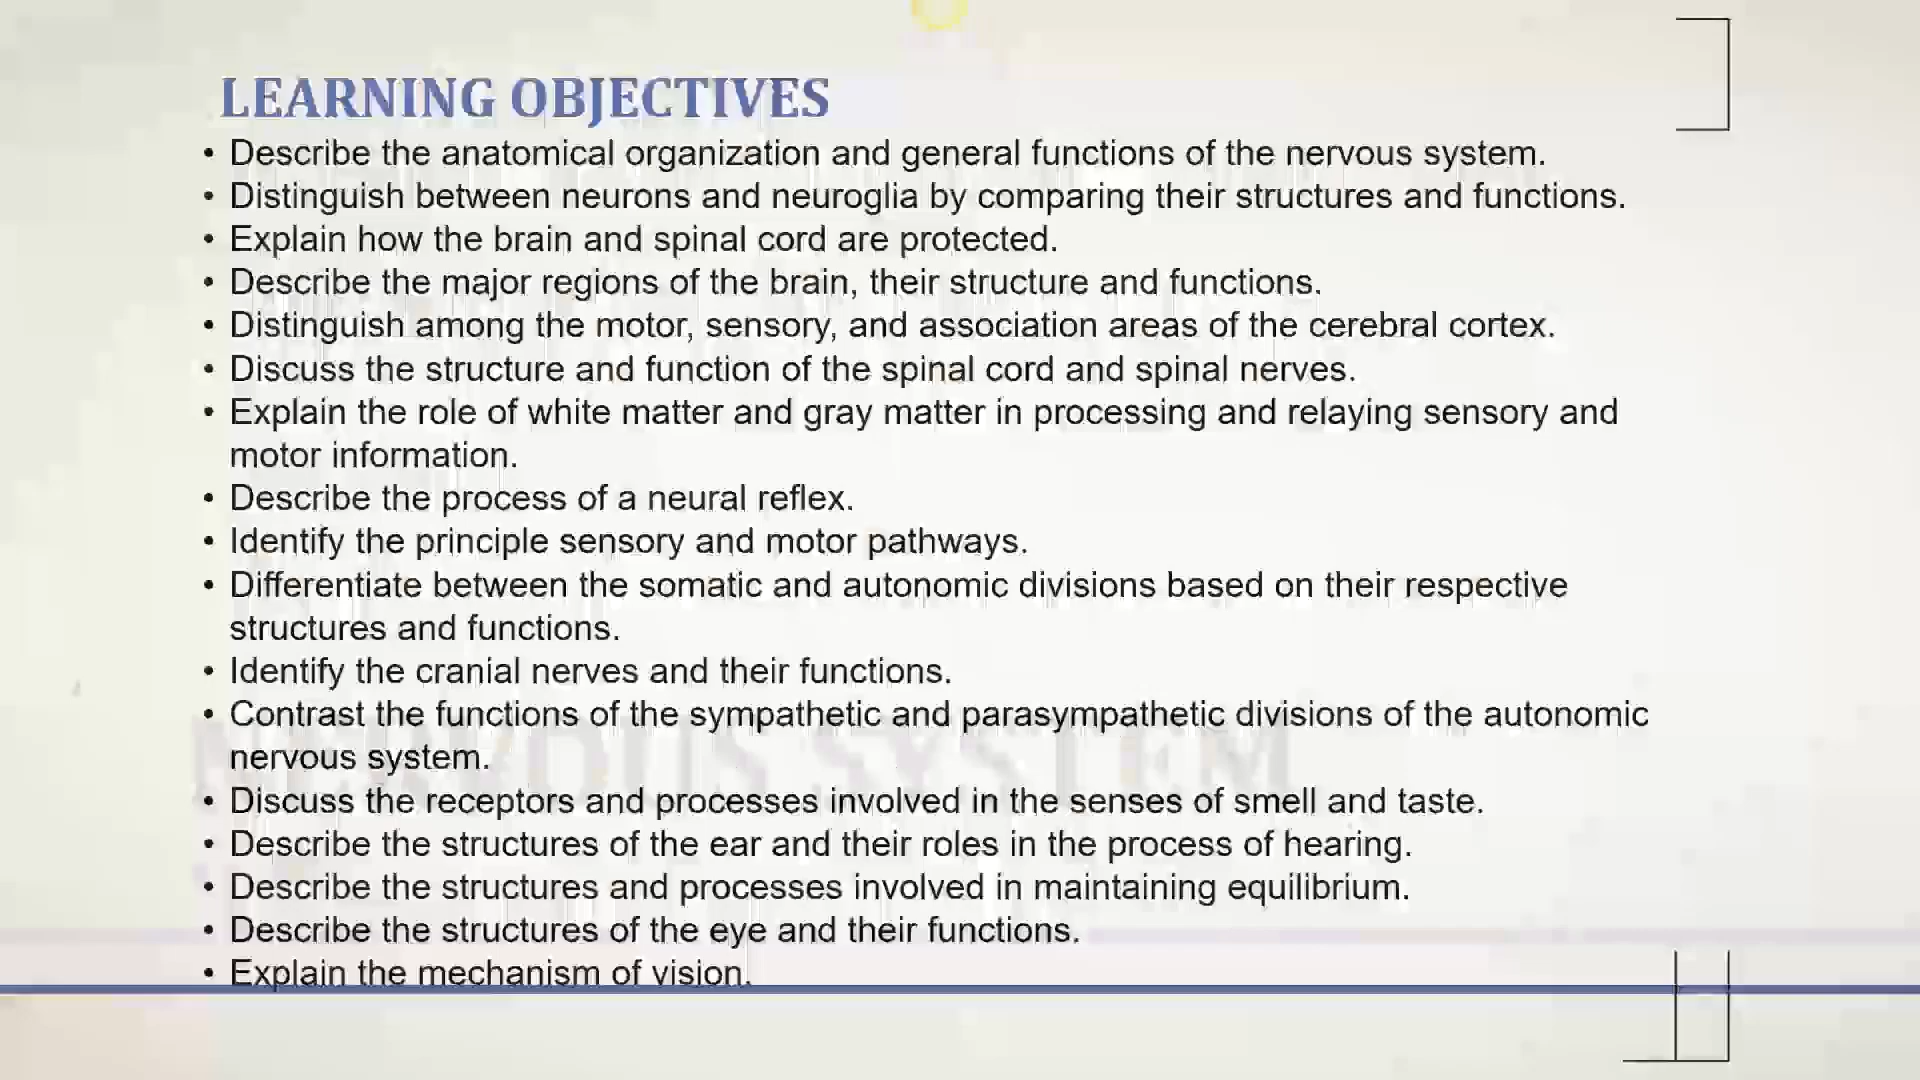 LEARNING OBJECTIVES
• Describe the anatomical organization and general functions of the nervous system.
• Distinguish between neurons and neuroglia by comparing their structures and functions.
• Explain how the brain and spinal cord are protected.
• Describe the major regions of the brain, their structure and functions.
• Distinguish among the motor, sensory, and association areas of the cerebral cortex.
• Discuss the structure and function of the spinal cord and spinal nerves.
• Explain the role of white matter and gray matter in processing and relaying sensory and
motor information.
• Describe the process of a neural reflex.
• Identify the principle sensory and motor pathways.
• Differentiate between the somatic and autonomic divisions based on their respective
structures and functions.
• Identify the cranial nerves and their functions.
• Contrast the functions of the sympathetic and parasympathetic divisions of the autonomic
nervous system.
• Discuss the receptors and processes involved in the senses of smell and taste.
• Describe the structures of the ear and their roles in the process of hearing.
• Describe the structures and processes involved in maintaining equilibrium.
• Describe the structures of the eye and their functions.
• Explain the mechanism of vision.